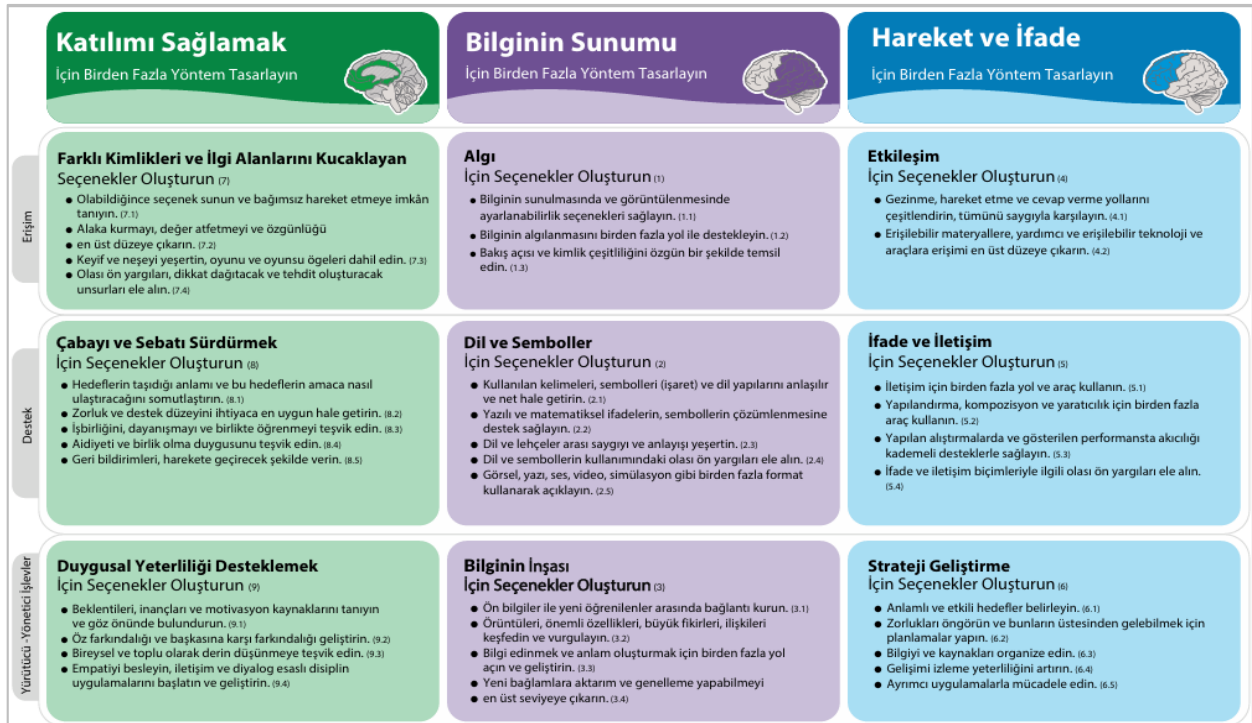 Katılımı Sağlamak
İçin Birden Fazla Yöntem Tasarlayın
Bilginin Sunumu
İçin Birden Fazla Yöntem Tasarlayın
Hareket ve İfade
İçin Birden Fazla Yöntem Tasarlayın
Erişim
Farklı Kimlikleri ve İlgi Alanlarını Kucaklayan
Seçenekler Oluşturun (7)
• Olabildiğince seçenek sunun ve bağımsız hareket etmeye imkân
tanıyın. (7.1)
• Alaka kurmayı, değer atfetmeyi ve özgünlüğü
• en üst düzeye çıkarın. (7.2)
• Keyif ve neşeyi yeşertin, oyunu ve oyunsu ögeleri dahil edin. (7.3)
• Olası ön yargıları, dikkat dağıtacak ve tehdit oluşturacak
unsurları ele alın. (7.4)
Algı
İçin Seçenekler Oluşturun (1)
• Bilginin sunulmasında ve görüntülenmesinde
ayarlanabilirlik seçenekleri sağlayın. (1.1)
• Bilginin algılanmasını birden fazla yol ile destekleyin. (1.2)
• Bakış açısı ve kimlik çeşitliliğini özgün bir şekilde temsil
edin. (1.3)
Etkileşim
İçin Seçenekler Oluşturun (4)
• Gezinme, hareket etme ve cevap verme yollarını
çeşitlendirin, tümünü saygıyla karşılayın. (4.1)
• Erişilebilir materyallere, yardımcı ve erişilebilir teknoloji ve
araçlara erişimi en üst düzeye çıkarın. (4.2)
Destek
Çabayı ve Sebatı Sürdürmek
İçin Seçenekler Oluşturun (8)
• Hedeflerin taşıdığı anlamı ve bu hedeflerin amaca nasıl
ulaştıracağını somutlaştırın. (8.1)
• Zorluk ve destek düzeyini ihtiyaca en uygun hale getirin. (8.2)
• İşbirliğini, dayanışmayı ve birlikte öğrenmeyi teşvik edin. (8.3)
• Aidiyeti ve birlik olma duygusunu teşvik edin. (8.4)
• Geri bildirimleri, harekete geçirecek şekilde verin. (8.5)
Dil ve Semboller
İçin Seçenekler Oluşturun (2)
• Kullanılan kelimeleri, sembolleri (işaret) ve dil yapılarını anlaşılır
ve net hale getirin. (2.1)
• Yazılı ve matematiksel ifadelerin, sembollerin çözümlenmesine
destek sağlayın. (2.2)
• Dil ve lehçeler arası saygıyı ve anlayışı yeşertin. (2.3)
• Dil ve sembollerin kullanımındaki olası ön yargıları ele alın. (2.4)
• Görsel, yazı, ses, video, simülasyon gibi birden fazla format
kullanarak açıklayın. (2.5)
İfade ve İletişim
İçin Seçenekler Oluşturun (5)
• İletişim için birden fazla yol ve araç kullanın. (5.1)
• Yapılandırma, kompozisyon ve yaratıcılık için birden fazla
araç kullanın. (5.2)
• Yapılan alıştırmalarda ve gösterilen performansta akıcılığı
kademeli desteklerle sağlayın. (5.3)
• İfade ve iletişim biçimleriyle ilgili olası ön yargıları ele alın.
(5.4)
Yürütücü -Yönetici İşlevler
Duygusal Yeterliliği Desteklemek
İçin Seçenekler Oluşturun (9)
• Beklentileri, inançları ve motivasyon kaynaklarını tanıyın
ve göz önünde bulundurun. (9.1)
• Öz farkındalığı ve başkasına karşı farkındalığı geliştirin. (9.2)
• Bireysel ve toplu olarak derin düşünmeye teşvik edin. (9.3)
• Empatiyi besleyin, iletişim ve diyalog esaslı disiplin
uygulamalarını başlatın ve geliştirin. (9.4)
Bilginin İnşası
İçin Seçenekler Oluşturun (3)
• Ön bilgiler ile yeni öğrenilenler arasında bağlantı kurun. (3.1)
• Örüntüleri, önemli özellikleri, büyük fikirleri, ilişkileri
keşfedin ve vurgulayın. (3.2)
• Bilgi edinmek ve anlam oluşturmak için birden fazla yol
açın ve geliştirin. (3.3)
• Yeni bağlamlara aktarım ve genelleme yapabilmeyi
• en üst seviyeye çıkarın. (3.4)
Strateji Geliştirme
İçin Seçenekler Oluşturun (6)
• Anlamlı ve etkili hedefler belirleyin. (6.1)
• Zorlukları öngörün ve bunların üstesinden gelebilmek için
planlamalar yapın. (6.2)
• Bilgiyi ve kaynakları organize edin. (6.3)
• Gelişimi izleme yeterliliğini artırın. (6.4)
• Ayrımcı uygulamalarla mücadele edin. (6.5)